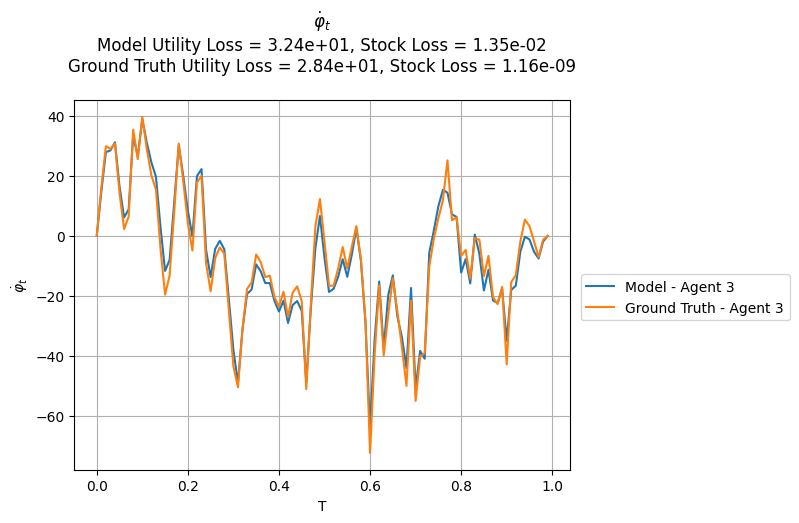 φ̇ₜ
Model Utility Loss = 3.24e+01, Stock Loss = 1.35e-02
Ground Truth Utility Loss = 2.84e+01, Stock Loss = 1.16e-09
φ̇ₜ
40
20
0
−20
−40
−60
0.0 0.2 0.4 0.6 0.8 1.0
T
Model - Agent 3
Ground Truth - Agent 3